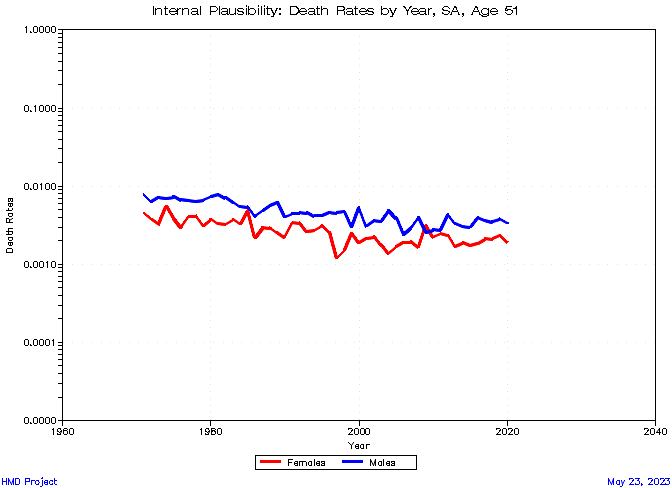 Internal Plausibility: Death Rates by Year, SA, Age 51
1.0000
0.1000
0.0100
0.0010
0.0001
0.0000
Death Rates
1960
1980
2000
2020
2040
Year
Females
Males
HMD Project
May 23, 2023